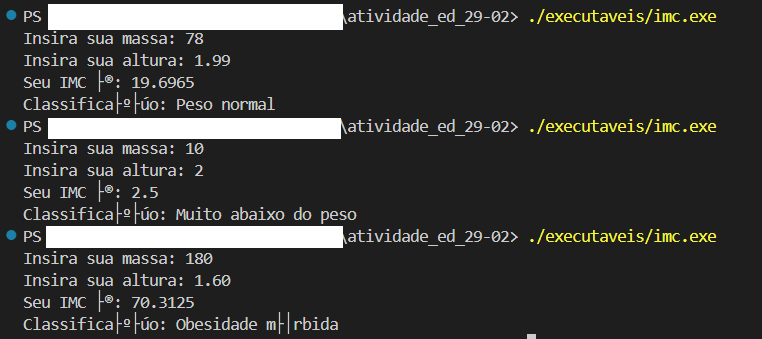 PS \atividade_ed_29-02> ./executaveis/imc.exe
Insira sua massa: 78
Insira sua altura: 1.99
Seu IMC ├®: 19.6965
Classifica├º├úo: Peso normal
PS \atividade_ed_29-02> ./executaveis/imc.exe
Insira sua massa: 10
Insira sua altura: 2
Seu IMC ├®: 2.5
Classifica├º├úo: Muito abaixo do peso
PS \atividade_ed_29-02> ./executaveis/imc.exe
Insira sua massa: 180
Insira sua altura: 1.60
Seu IMC ├®: 70.3125
Classifica├º├úo: Obesidade m├│rbida